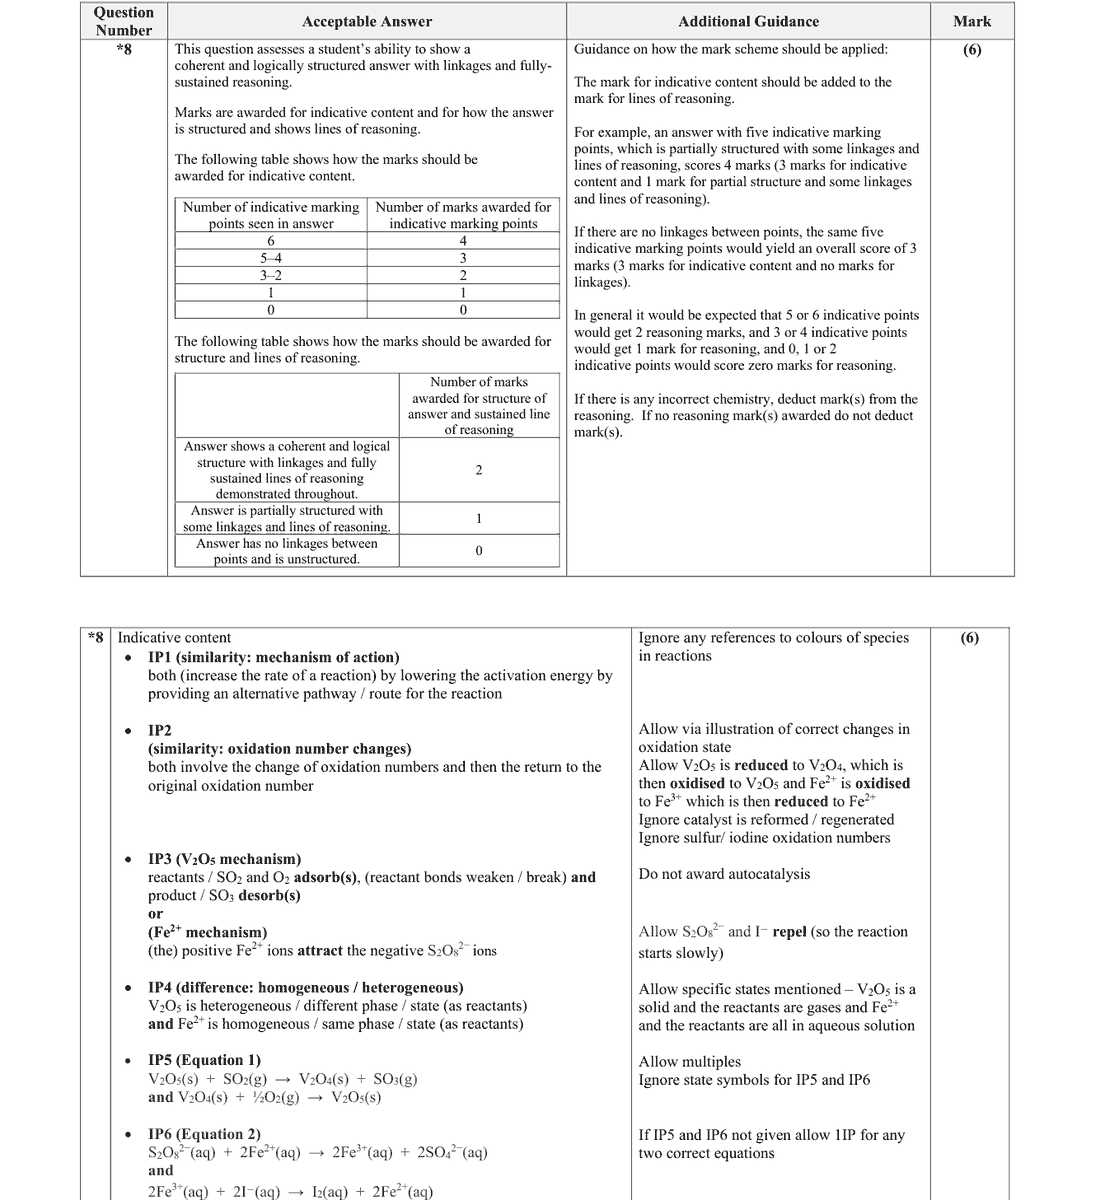 Question Number
Acceptable Answer
Additional Guidance
Mark
*8
This question assesses a student's ability to show a
coherent and logically structured answer with linkages and fully-
sustained reasoning.
Marks are awarded for indicative content and for how the answer
is structured and shows lines of reasoning.
The following table shows how the marks should be
awarded for indicative content.
Number of indicative marking
points seen in answer
Number of marks awarded for
indicative marking points
6 4
5–4 3
3–2 2
1 1
0 0
The following table shows how the marks should be awarded for
structure and lines of reasoning.
Number of marks
awarded for structure of
answer and sustained line
of reasoning
Answer shows a coherent and logical
structure with linkages and fully
sustained lines of reasoning
demonstrated throughout.
2
Answer is partially structured with
some linkages and lines of reasoning.
1
Answer has no linkages between
points and is unstructured.
0
Guidance on how the mark scheme should be applied:
The mark for indicative content should be added to the
mark for lines of reasoning.
For example, an answer with five indicative marking
points, which is partially structured with some linkages and
lines of reasoning, scores 4 marks (3 marks for indicative
content and 1 mark for partial structure and some linkages
and lines of reasoning).
If there are no linkages between points, the same five
indicative marking points would yield an overall score of 3
marks (3 marks for indicative content and no marks for
linkages).
In general it would be expected that 5 or 6 indicative points
would get 2 reasoning marks, and 3 or 4 indicative points
would get 1 mark for reasoning, and 0, 1 or 2
indicative points would score zero marks for reasoning.
If there is any incorrect chemistry, deduct mark(s) from the
reasoning. If no reasoning mark(s) awarded do not deduct
mark(s).
(6)
*8
Indicative content
• IP1 (similarity: mechanism of action)
both (increase the rate of a reaction) by lowering the activation energy by
providing an alternative pathway / route for the reaction
Ignore any references to colours of species
in reactions
(6)
• IP2
(similarity: oxidation number changes)
both involve the change of oxidation numbers and then the return to the
original oxidation number
Allow via illustration of correct changes in
oxidation state
Allow V₂O₅ is reduced to V₂O₄, which is
then oxidised to V₂O₅ and Fe²⁺ is oxidised
to Fe³⁺ which is then reduced to Fe²⁺
Ignore catalyst is reformed / regenerated
Ignore sulfur/ iodine oxidation numbers
• IP3 (V₂O₅ mechanism)
reactants / SO₂ and O₂ adsorb(s), (reactant bonds weaken / break) and
product / SO₃ desorb(s)
or
(Fe²⁺ mechanism)
(the) positive Fe²⁺ ions attract the negative S₂O₈²⁻ ions
Do not award autocatalysis
Allow S₂O₈²⁻ and I⁻ repel (so the reaction
starts slowly)
• IP4 (difference: homogeneous / heterogeneous)
V₂O₅ is heterogeneous / different phase / state (as reactants)
and Fe²⁺ is homogeneous / same phase / state (as reactants)
Allow specific states mentioned – V₂O₅ is a
solid and the reactants are gases and Fe²⁺
and the reactants are all in aqueous solution
• IP5 (Equation 1)
V₂O₅(s) + SO₂(g) → V₂O₄(s) + SO₃(g)
and V₂O₄(s) + ½O₂(g) → V₂O₅(s)
Allow multiples
Ignore state symbols for IP5 and IP6
• IP6 (Equation 2)
S₂O₈²⁻(aq) + 2Fe²⁺(aq) → 2Fe³⁺(aq) + 2SO₄²⁻(aq)
and
2Fe³⁺(aq) + 2I⁻(aq) → I₂(aq) + 2Fe²⁺(aq)
If IP5 and IP6 not given allow 1IP for any
two correct equations